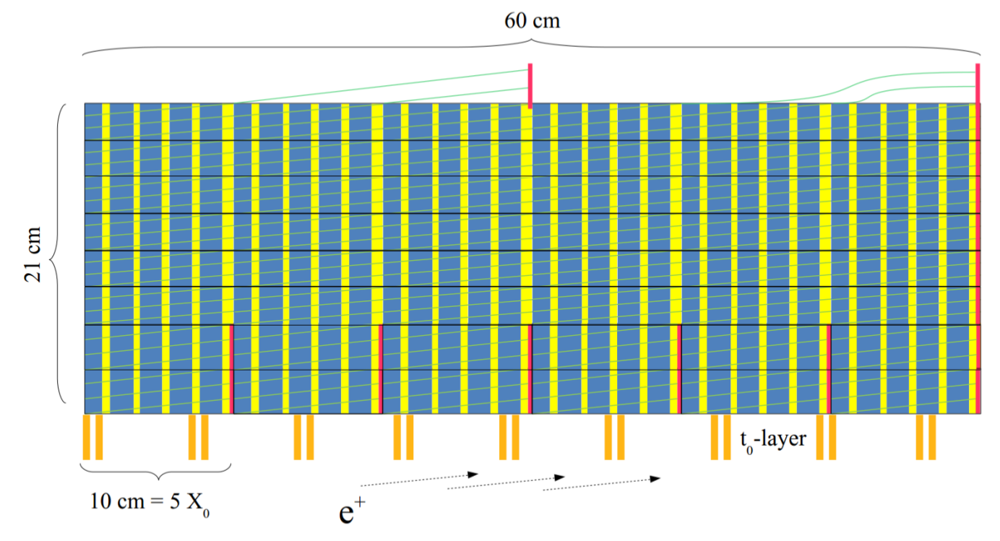 60 cm
21 cm
t₀-layer
10 cm = 5 X₀
e⁺